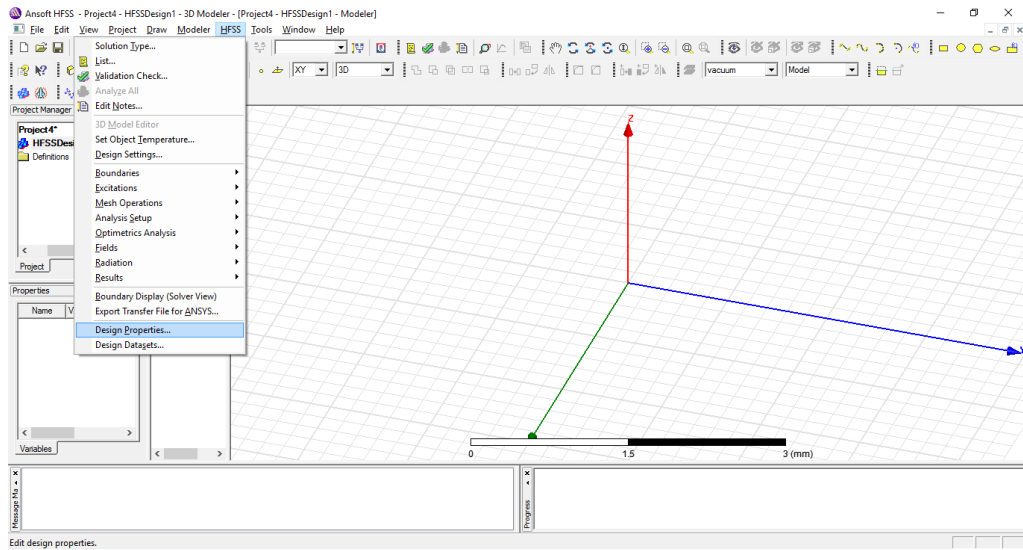 Ansoft HFSS - Project4 - HFSSDesign1 - 3D Modeler - [Project4 - HFSSDesign1 - Modeler]
File Edit View Project Draw Modeler HFSS Tools Window Help
Solution Type...
List...
Validation Check...
Analyze All
Edit Notes...
3D Model Editor
Set Object Temperature...
Design Settings...
Boundaries
Excitations
Mesh Operations
Analysis Setup
Optimetrics Analysis
Fields
Radiation
Results
Boundary Display (Solver View)
Export Transfer File for ANSYS...
Design Properties...
Design Datasets...
XY 3D vacuum Model
Project Manager
Project4*
HFSSDesi
Definitions
Project
Properties
Name V
Variables
Z
0 1.5 3 (mm)
Message Ma
Progress
Edit design properties.